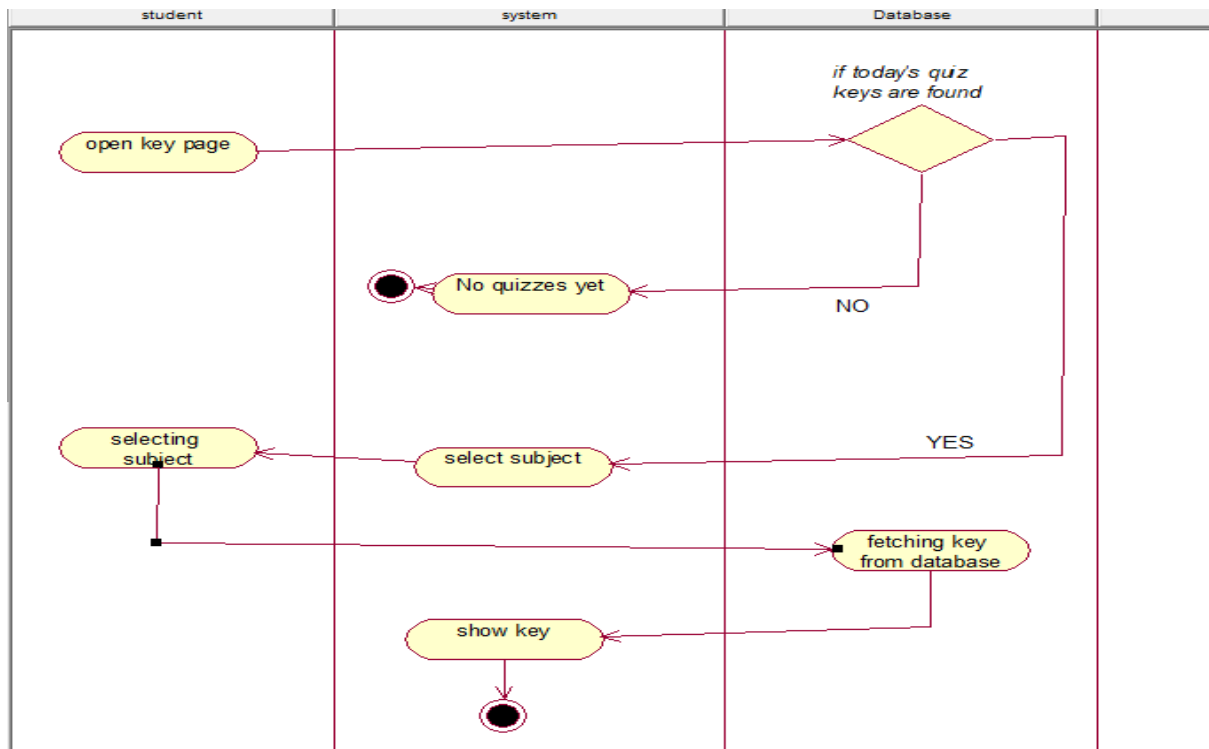 student
system
Database
if today's quiz
keys are found
open key page
No quizzes yet
NO
selecting
subject
select subject
YES
fetching key
from database
show key